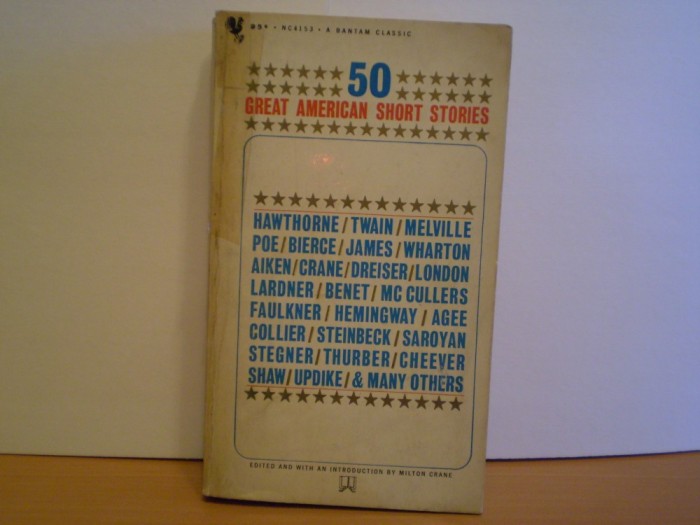 95¢ • NC4153 • A BANTAM CLASSIC
50
GREAT AMERICAN SHORT STORIES
HAWTHORNE / TWAIN / MELVILLE
POE / BIERCE / JAMES / WHARTON
AIKEN / CRANE / DREISER / LONDON
LARDNER / BENET / MC CULLERS
FAULKNER / HEMINGWAY / AGEE
COLLIER / STEINBECK / SAROYAN
STEGNER / THURBER / CHEEVER
SHAW / UPDIKE / & MANY OTHERS
EDITED AND WITH AN INTRODUCTION BY MILTON CRANE